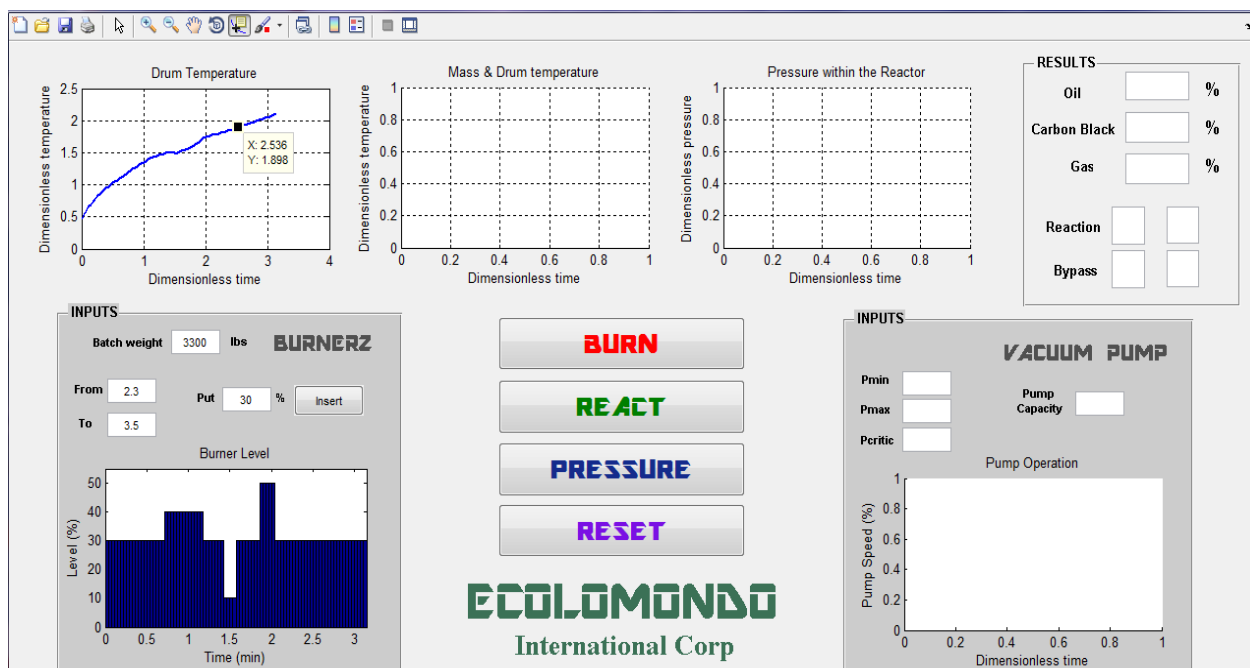 Drum Temperature
Dimensionless temperature
2.5
2
1.5
1
0.5
0
X: 2.536
Y: 1.898
0 1 2 3 4
Dimensionless time
Mass & Drum temperature
Dimensionless temperature
1
0.8
0.6
0.4
0.2
0
0 0.2 0.4 0.6 0.8 1
Dimensionless time
Pressure within the Reactor
Dimensionless pressure
1
0.8
0.6
0.4
0.2
0
0 0.2 0.4 0.6 0.8 1
Dimensionless time
RESULTS
Oil %
Carbon Black %
Gas %
Reaction
Bypass
INPUTS
Batch weight 3300 lbs BURNERZ
From 2.3
Put 30 % Insert
To 3.5
Burner Level
Level (%)
50
40
30
20
10
0
0 0.5 1 1.5 2 2.5 3
Time (min)
BURN
REACT
PRESSURE
RESET
ECOLOMONDO
International Corp
INPUTS
VACUUM PUMP
Pmin
Pmax
Pcritic
Pump
Capacity
Pump Operation
Pump Speed (%)
1
0.8
0.6
0.4
0.2
0
0 0.2 0.4 0.6 0.8 1
Dimensionless time